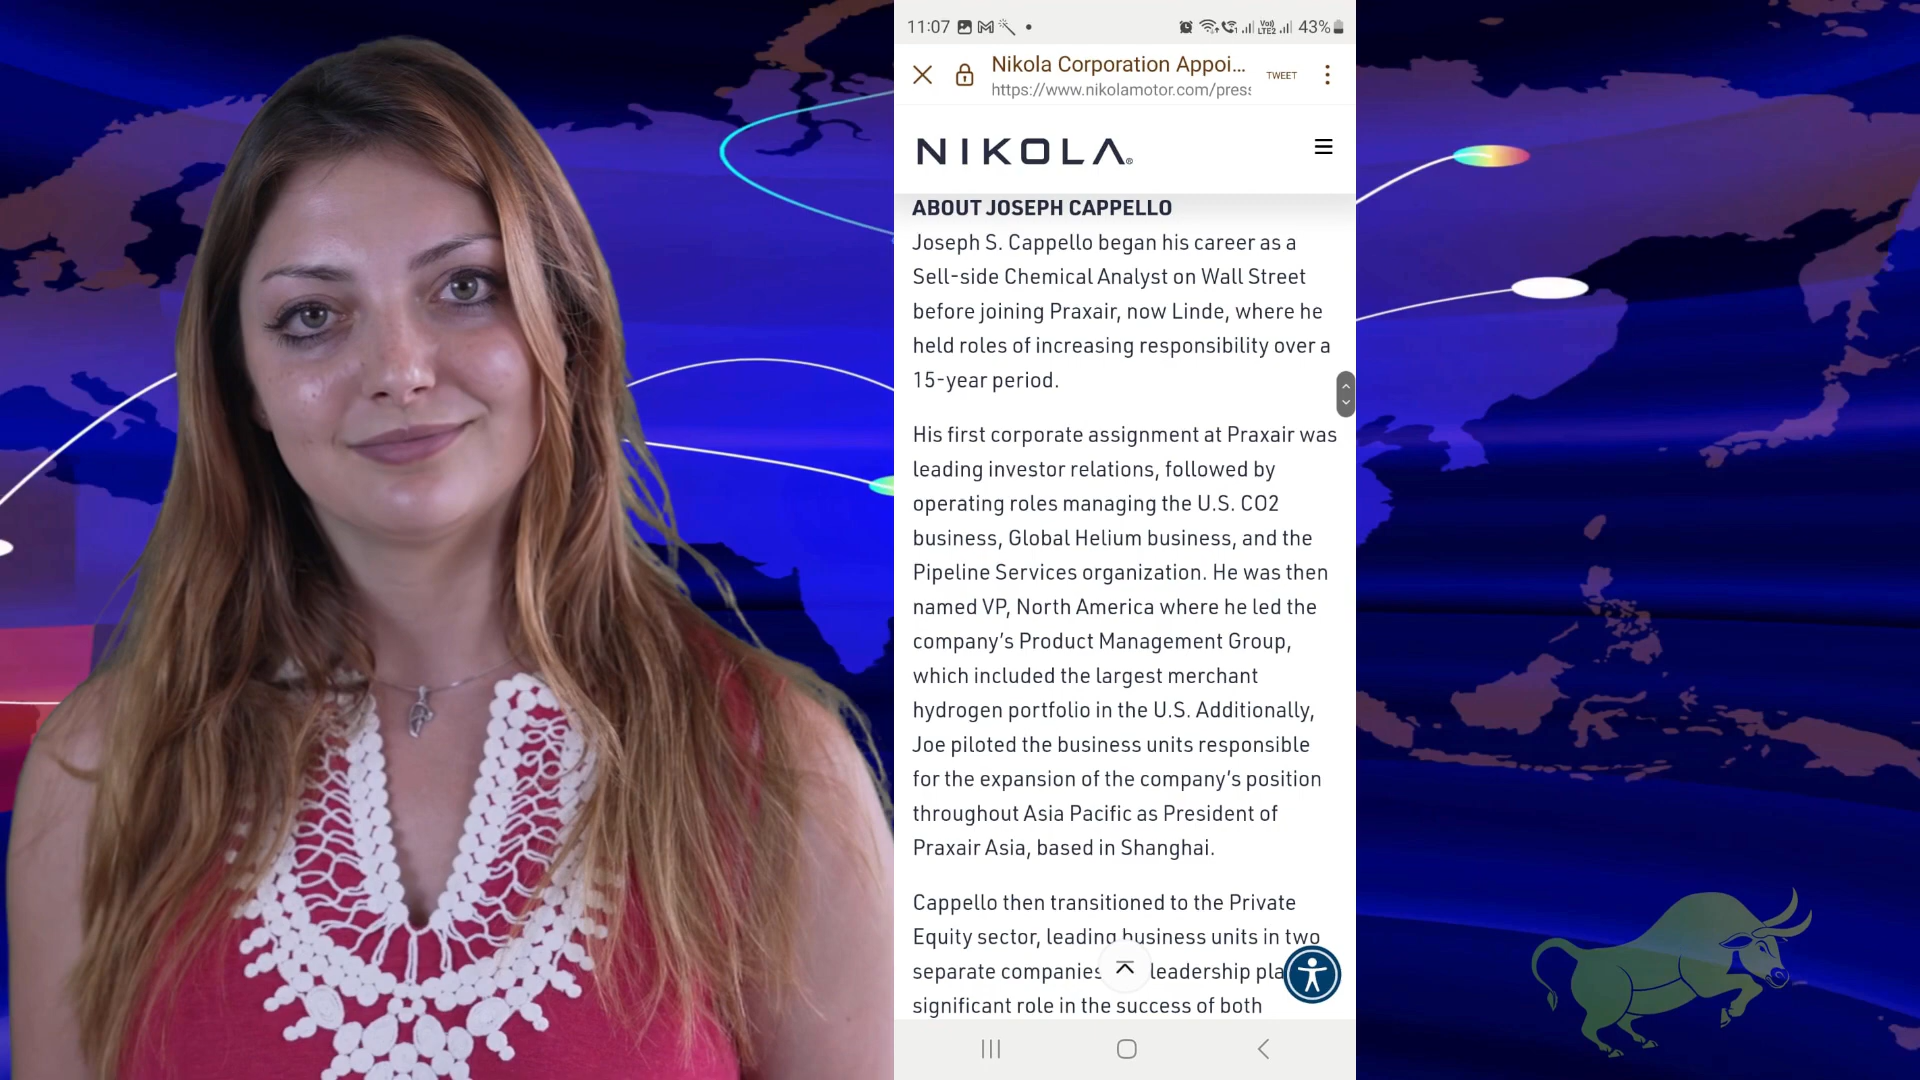 11:07
Vo))
LTE2
43%
Nikola Corporation Appoi...
TWEET
https://www.nikolamotor.com/press
NIKOLA®
ABOUT JOSEPH CAPPELLO
Joseph S. Cappello began his career as a
Sell-side Chemical Analyst on Wall Street
before joining Praxair, now Linde, where he
held roles of increasing responsibility over a
15-year period.
His first corporate assignment at Praxair was
leading investor relations, followed by
operating roles managing the U.S. CO2
business, Global Helium business, and the
Pipeline Services organization. He was then
named VP, North America where he led the
company’s Product Management Group,
which included the largest merchant
hydrogen portfolio in the U.S. Additionally,
Joe piloted the business units responsible
for the expansion of the company’s position
throughout Asia Pacific as President of
Praxair Asia, based in Shanghai.
Cappello then transitioned to the Private
Equity sector, leading business units in two
separate companies leadership pla
significant role in the success of both